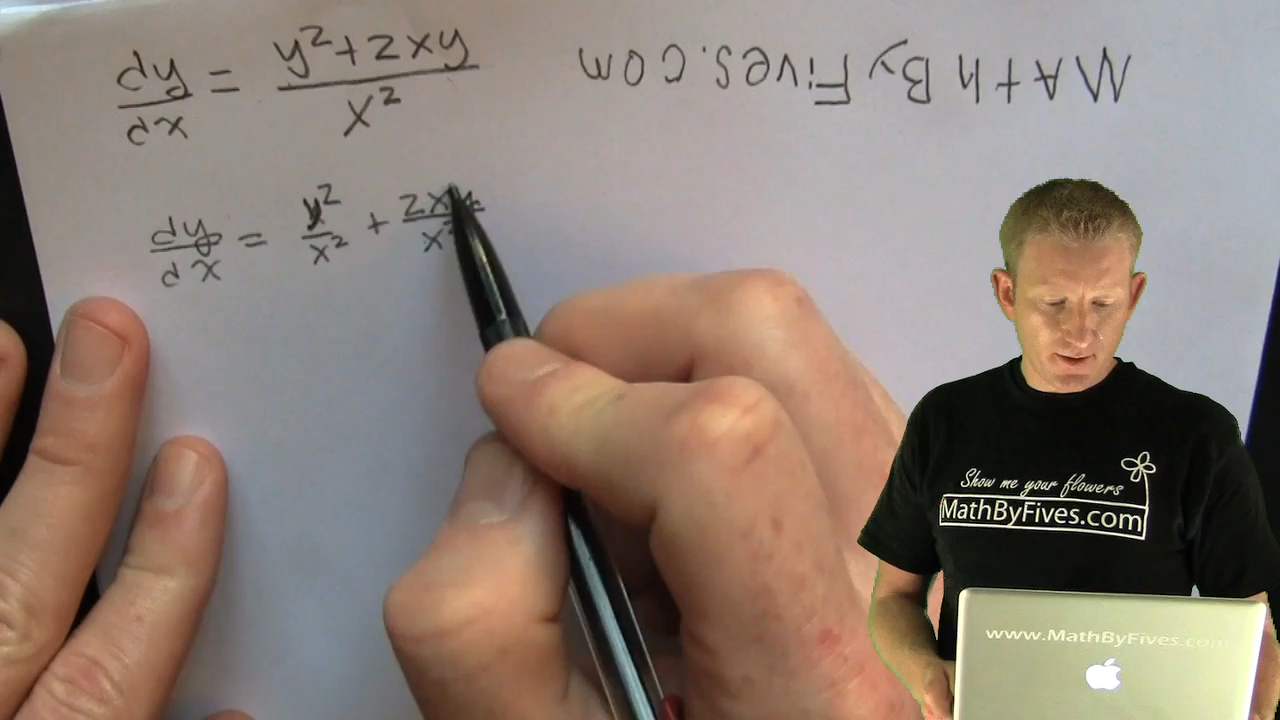 dy/dx = y²+2xy / x²
MAthByFives.com
dy/dx = y²/x² + 2xy/x²
Show me your flowers
MathByFives.com
www.MathByFives.com